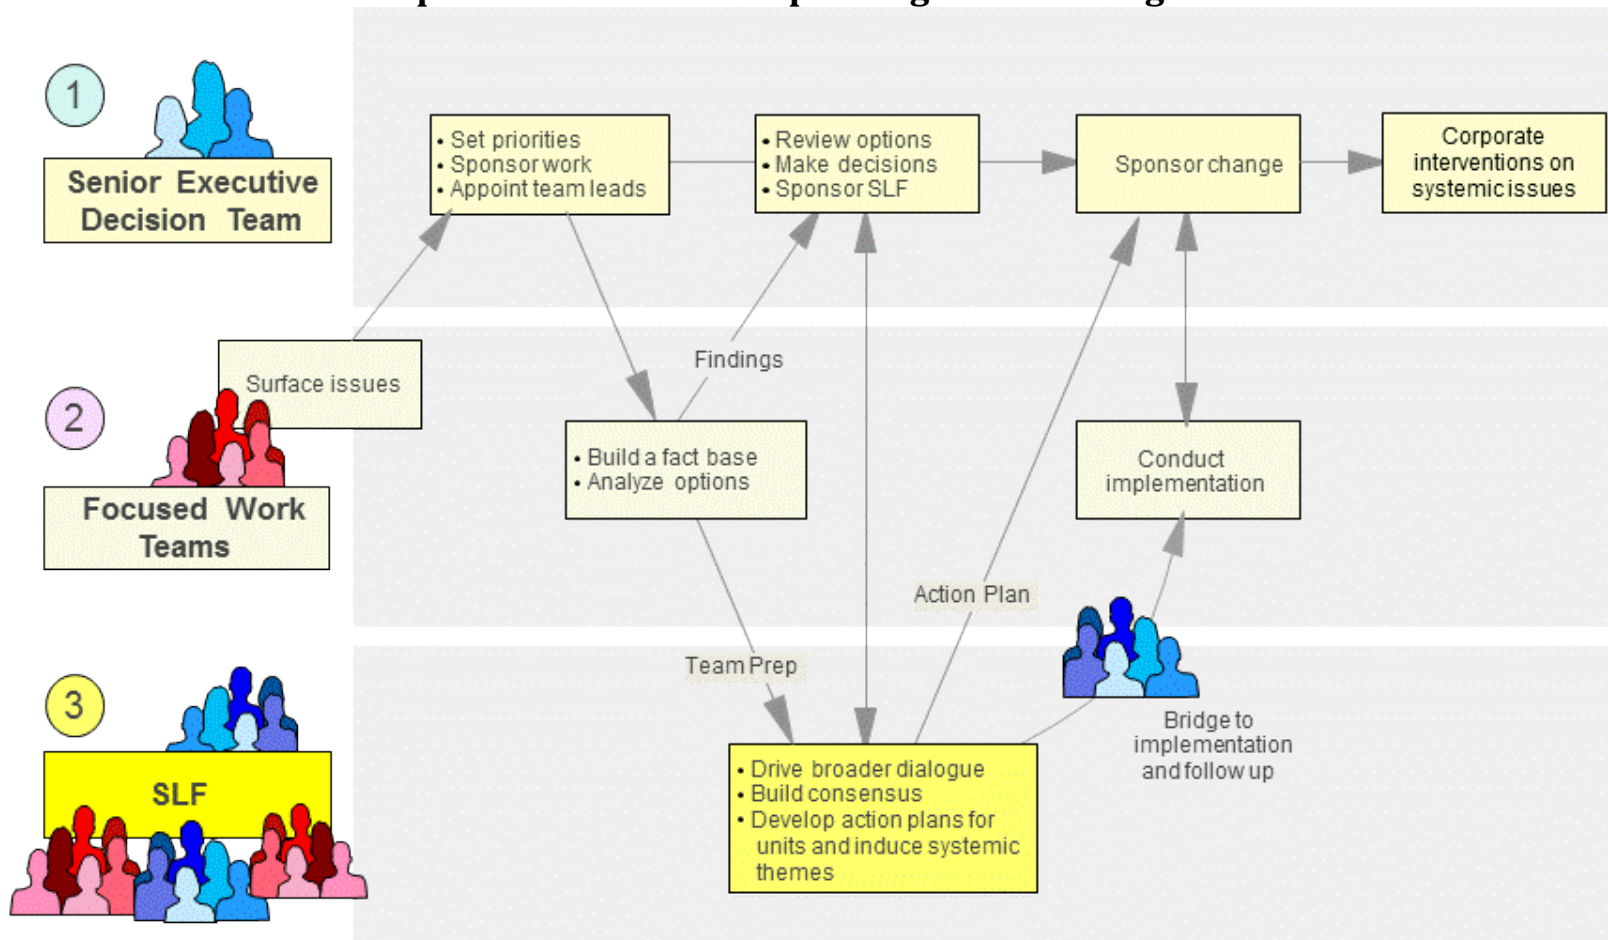 1
Senior Executive
Decision Team
• Set priorities
• Sponsor work
• Appoint team leads
• Review options
• Make decisions
• Sponsor SLF
Sponsor change
Corporate
interventions on
systemic issues
2
Surface issues
Focused Work
Teams
Findings
• Build a fact base
• Analyze options
Conduct
implementation
Action Plan
Team Prep
3
SLF
• Drive broader dialogue
• Build consensus
• Develop action plans for
units and induce systemic
themes
Bridge to
implementation
and follow up